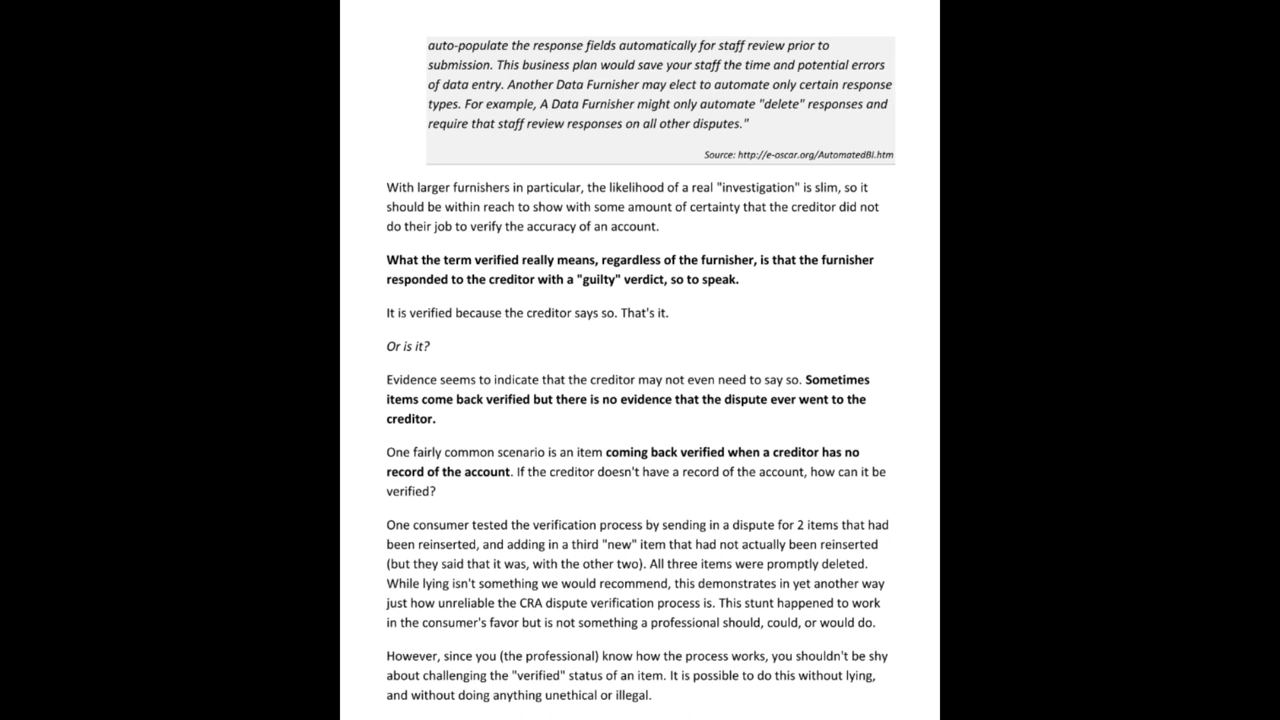 auto-populate the response fields automatically for staff review prior to
submission. This business plan would save your staff the time and potential errors
of data entry. Another Data Furnisher may elect to automate only certain response
types. For example, A Data Furnisher might only automate "delete" responses and
require that staff review responses on all other disputes."
Source: http://e-oscar.org/AutomatedBI.htm
With larger furnishers in particular, the likelihood of a real "investigation" is slim, so it
should be within reach to show with some amount of certainty that the creditor did not
do their job to verify the accuracy of an account.
What the term verified really means, regardless of the furnisher, is that the furnisher
responded to the creditor with a "guilty" verdict, so to speak.
It is verified because the creditor says so. That's it.
Or is it?
Evidence seems to indicate that the creditor may not even need to say so. Sometimes
items come back verified but there is no evidence that the dispute ever went to the
creditor.
One fairly common scenario is an item coming back verified when a creditor has no
record of the account. If the creditor doesn't have a record of the account, how can it be
verified?
One consumer tested the verification process by sending in a dispute for 2 items that had
been reinserted, and adding in a third "new" item that had not actually been reinserted
(but they said that it was, with the other two). All three items were promptly deleted.
While lying isn't something we would recommend, this demonstrates in yet another way
just how unreliable the CRA dispute verification process is. This stunt happened to work
in the consumer's favor but is not something a professional should, could, or would do.
However, since you (the professional) know how the process works, you shouldn't be shy
about challenging the "verified" status of an item. It is possible to do this without lying,
and without doing anything unethical or illegal.